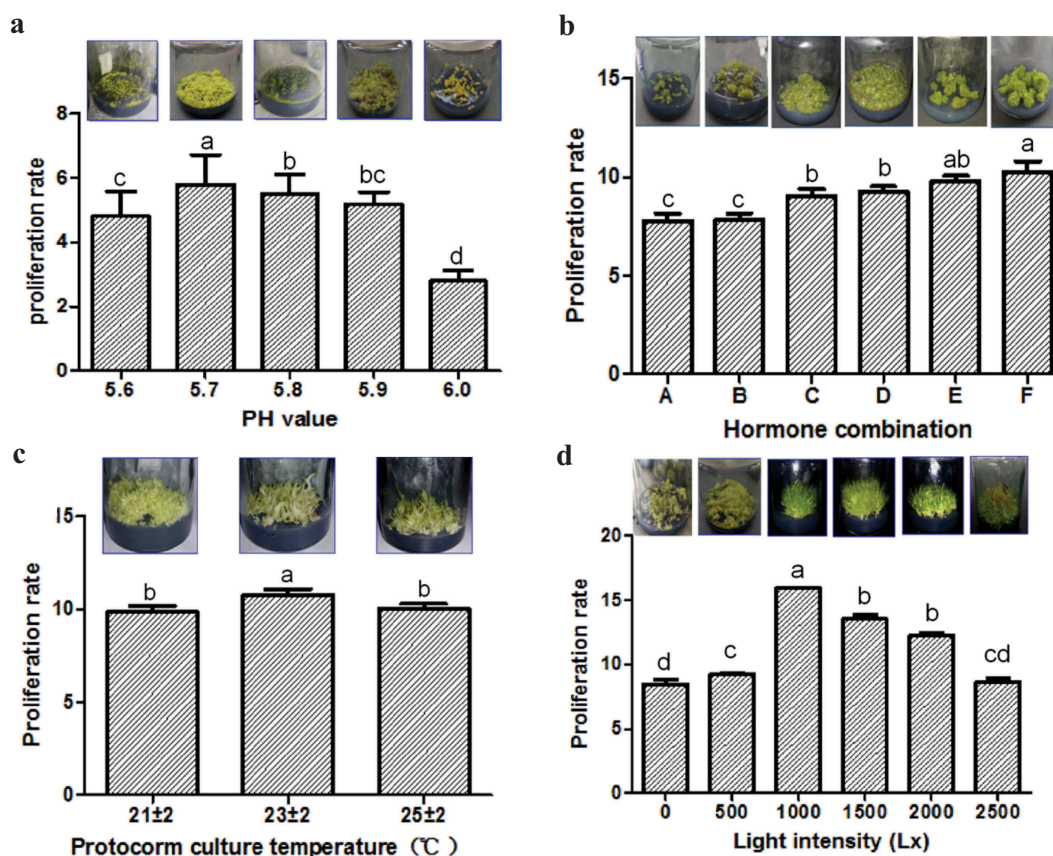 a
proliferation rate
8
6
4
2
0
c
a
b
bc
d
5.6 5.7 5.8 5.9 6.0
PH value
b
Proliferation rate
15
10
5
0
c
c
b
b
ab
a
A B C D E F
Hormone combination
c
Proliferation rate
15
10
5
0
b
a
b
21±2 23±2 25±2
Protocorm culture temperature (℃)
d
Proliferation rate
20
15
10
5
0
d
c
a
b
b
cd
0 500 1000 1500 2000 2500
Light intensity (Lx)